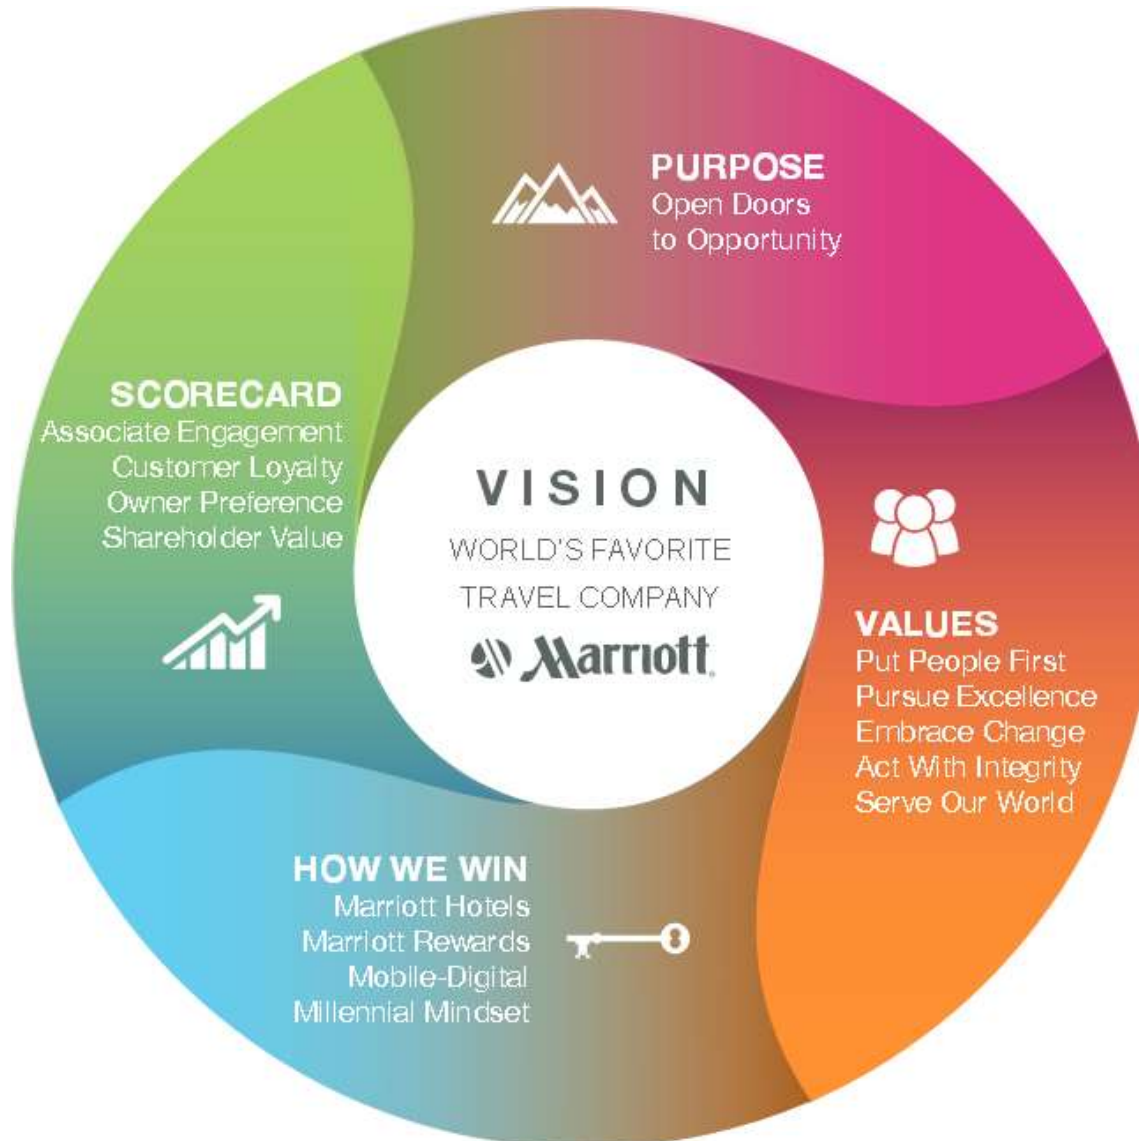 PURPOSE
Open Doors
to Opportunity
SCORECARD
Associate Engagement
Customer Loyalty
Owner Preference
Shareholder Value
VISION
WORLD'S FAVORITE
TRAVEL COMPANY
Marriott
VALUES
Put People First
Pursue Excellence
Embrace Change
Act With Integrity
Serve Our World
HOW WE WIN
Marriott Hotels
Marriott Rewards
Mobile-Digital
Millennial Mindset